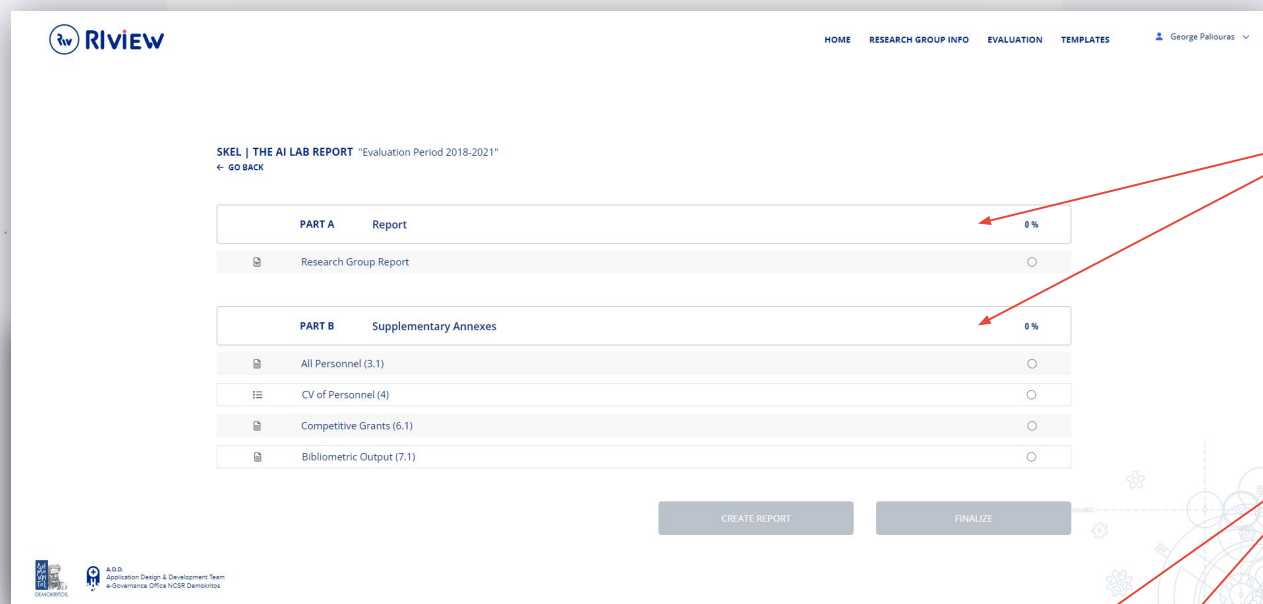 Rw RIVIEW
HOME RESEARCH GROUP INFO EVALUATION TEMPLATES George Paliouras
SKEL | THE AI LAB REPORT "Evaluation Period 2018-2021"
← GO BACK
PART A Report 0 %
Research Group Report
PART B Supplementary Annexes 0 %
All Personnel (3.1)
CV of Personnel (4)
Competitive Grants (6.1)
Bibliometric Output (7.1)
CREATE REPORT FINALIZE
A.D.D.
Application Design & Development Team
e-Governance Office NCSR Demokritos
DEMOKRITOS